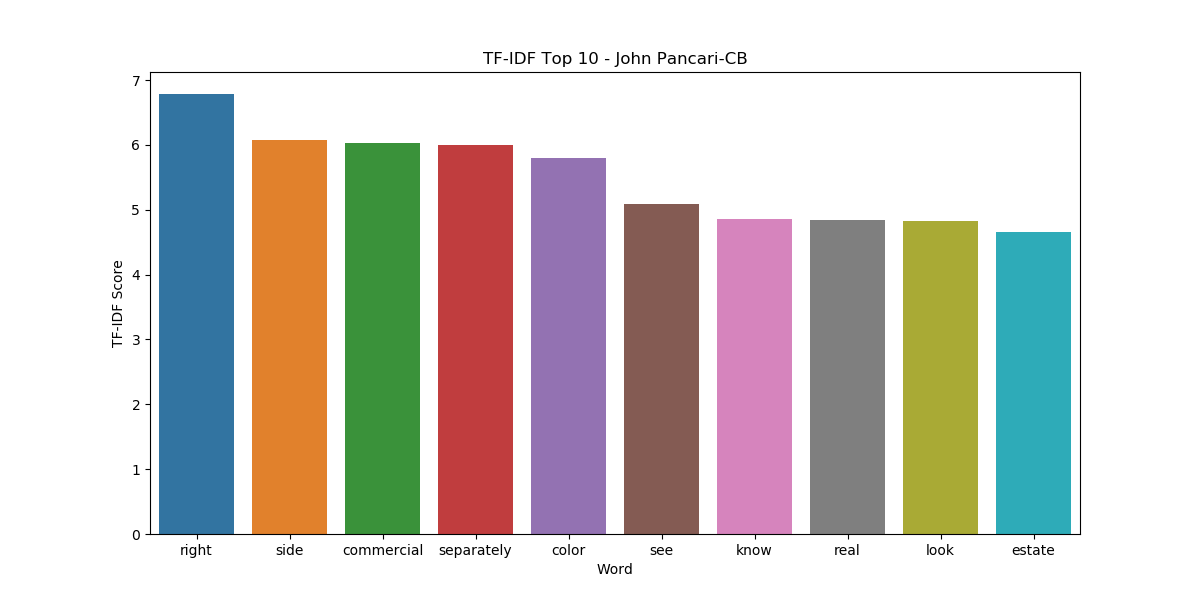 TF-IDF Top 10 - John Pancari-CB
TF-IDF Score
7
6
5
4
3
2
1
0
right side commercial separately color see know real look estate
Word